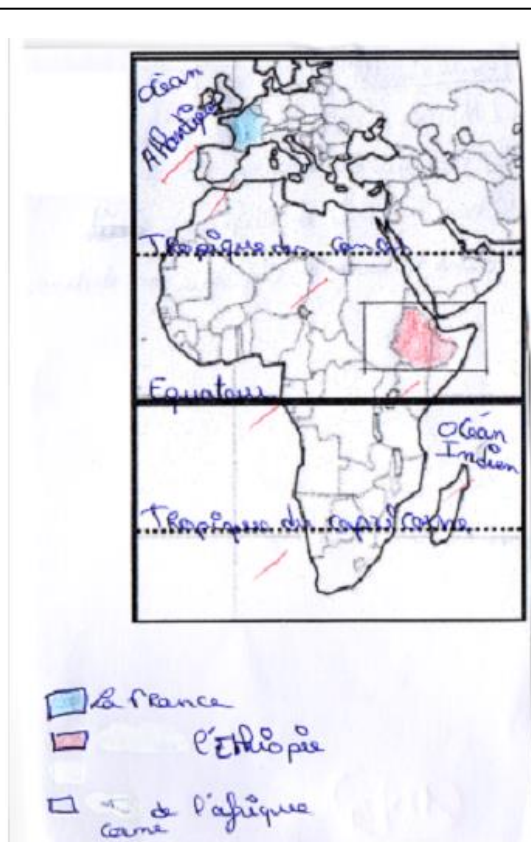 Océan
Atlantique
Tropique du Cancer
Equateur
Océan
Indien
Tropique du capricorne
La France
l'Ethiopie
corne de l'afrique